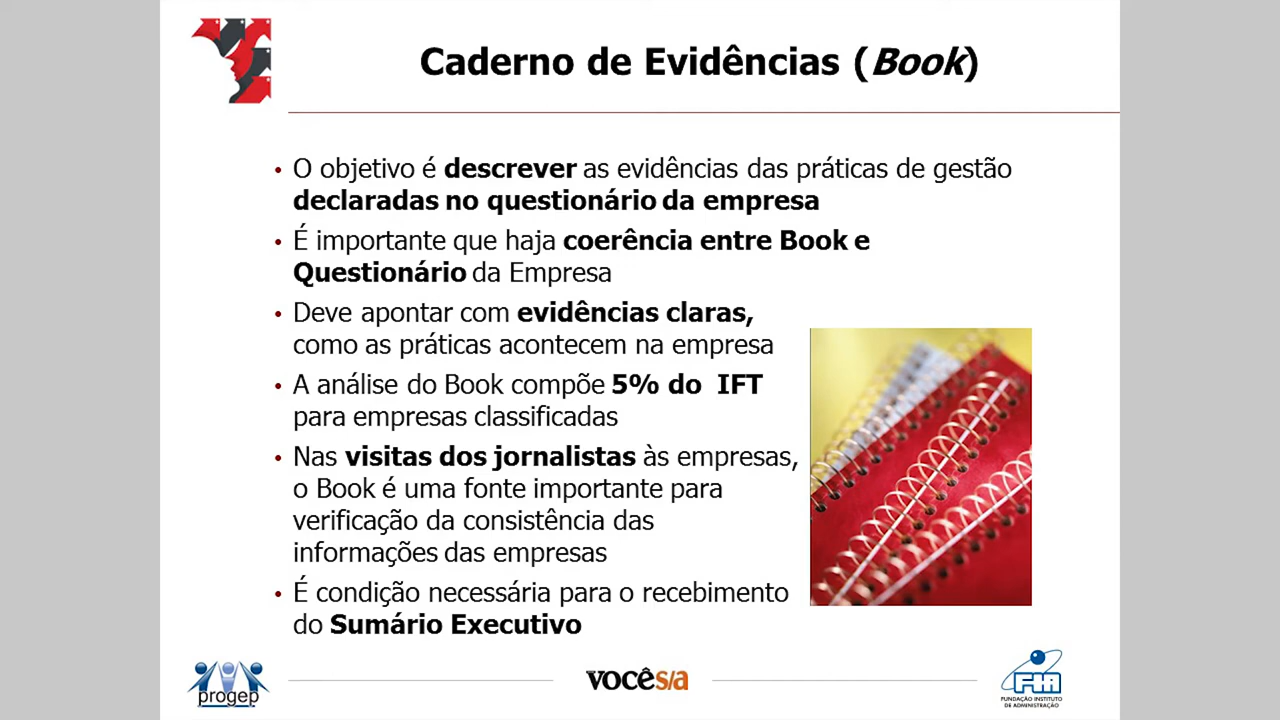 Caderno de Evidências (Book)
• O objetivo é descrever as evidências das práticas de gestão
declaradas no questionário da empresa
• É importante que haja coerência entre Book e
Questionário da Empresa
• Deve apontar com evidências claras,
como as práticas acontecem na empresa
• A análise do Book compõe 5% do IFT
para empresas classificadas
• Nas visitas dos jornalistas às empresas,
o Book é uma fonte importante para
verificação da consistência das
informações das empresas
• É condição necessária para o recebimento
do Sumário Executivo
progep
VOCÊ S/A
FIA
FUNDAÇÃO INSTITUTO
DE ADMINISTRAÇÃO